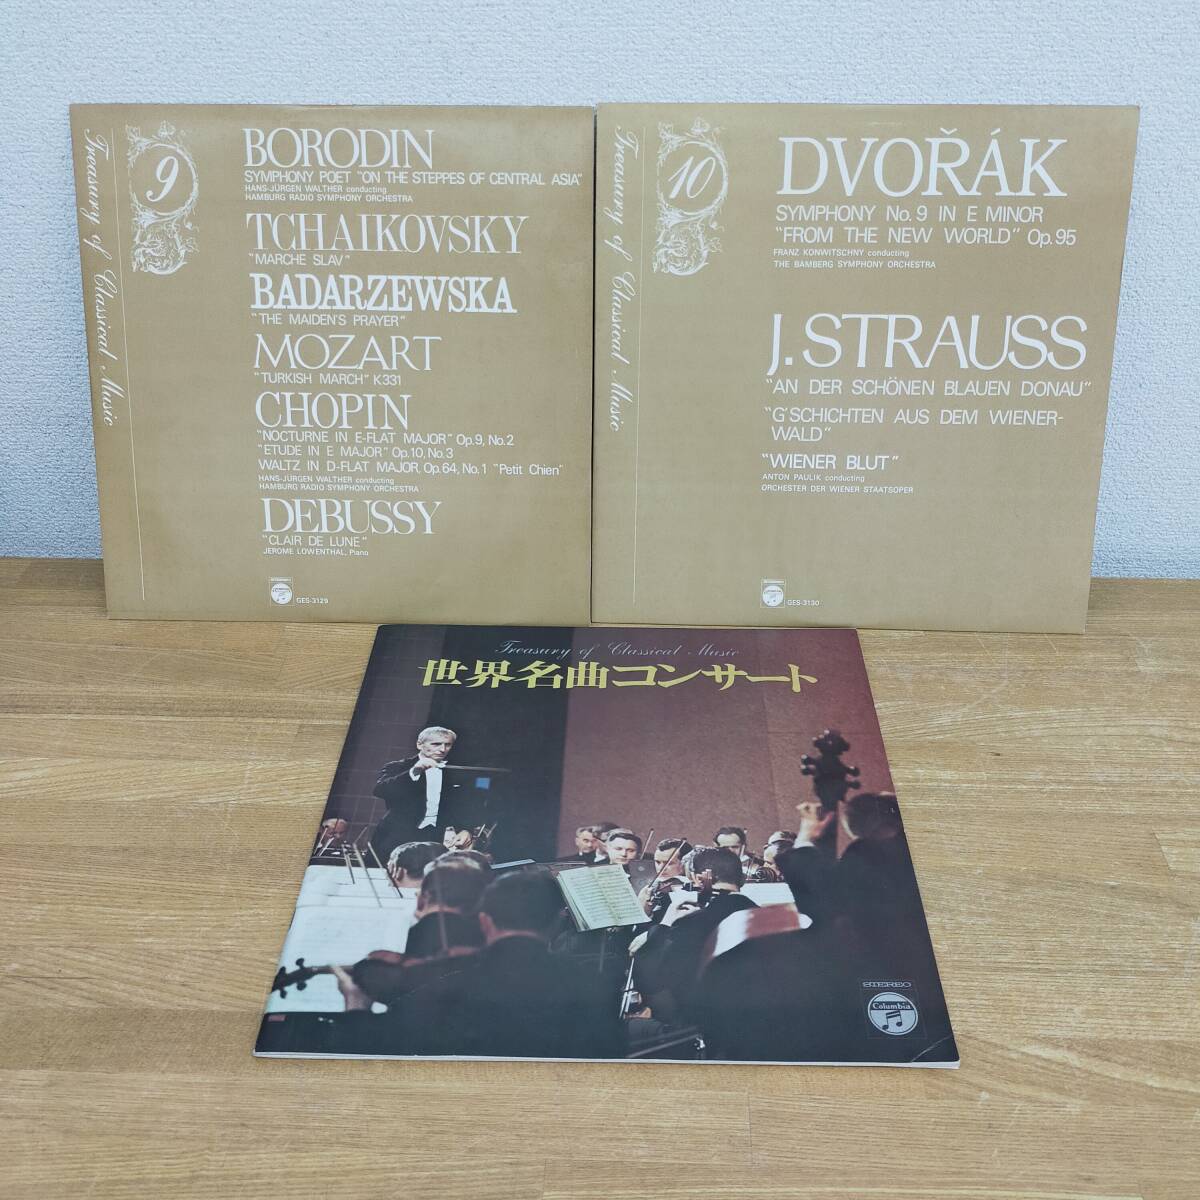 Treasury of Classical Music
9
BORODIN
SYMPHONY POET "ON THE STEPPES OF CENTRAL ASIA"
HANS-JÜRGEN WALTHER conducting
HAMBURG RADIO SYMPHONY ORCHESTRA
TCHAIKOVSKY
"MARCHE SLAV"
BADARZEWSKA
"THE MAIDEN'S PRAYER"
MOZART
"TURKISH MARCH" K331
CHOPIN
"NOCTURNE IN E-FLAT MAJOR" Op.9, No.2
"ETUDE IN E MAJOR" Op.10, No.3
WALTZ IN D-FLAT MAJOR, Op.64, No.1 "Petit Chien"
HANS-JURGEN WALTHER conducting
HAMBURG RADIO SYMPHONY ORCHESTRA
DEBUSSY
"CLAIR DE LUNE"
JEROME LOWENTHAL, Piano
GES-3129
Treasury of Classical Music
10
DVOŘÁK
SYMPHONY No.9 IN E MINOR
"FROM THE NEW WORLD" Op.95
FRANZ KONWITSCHNY conducting
THE BAMBERG SYMPHONY ORCHESTRA
J.STRAUSS
"AN DER SCHÖNEN BLAUEN DONAU"
"G'SCHICHTEN AUS DEM WIENER-
WALD"
"WIENER BLUT"
ANTON PAULIK conducting
ORCHESTER DER WIENER STAATSOPER
GES-3130
Treasury of Classical Music
世界名曲コンサート
STEREO
Columbia